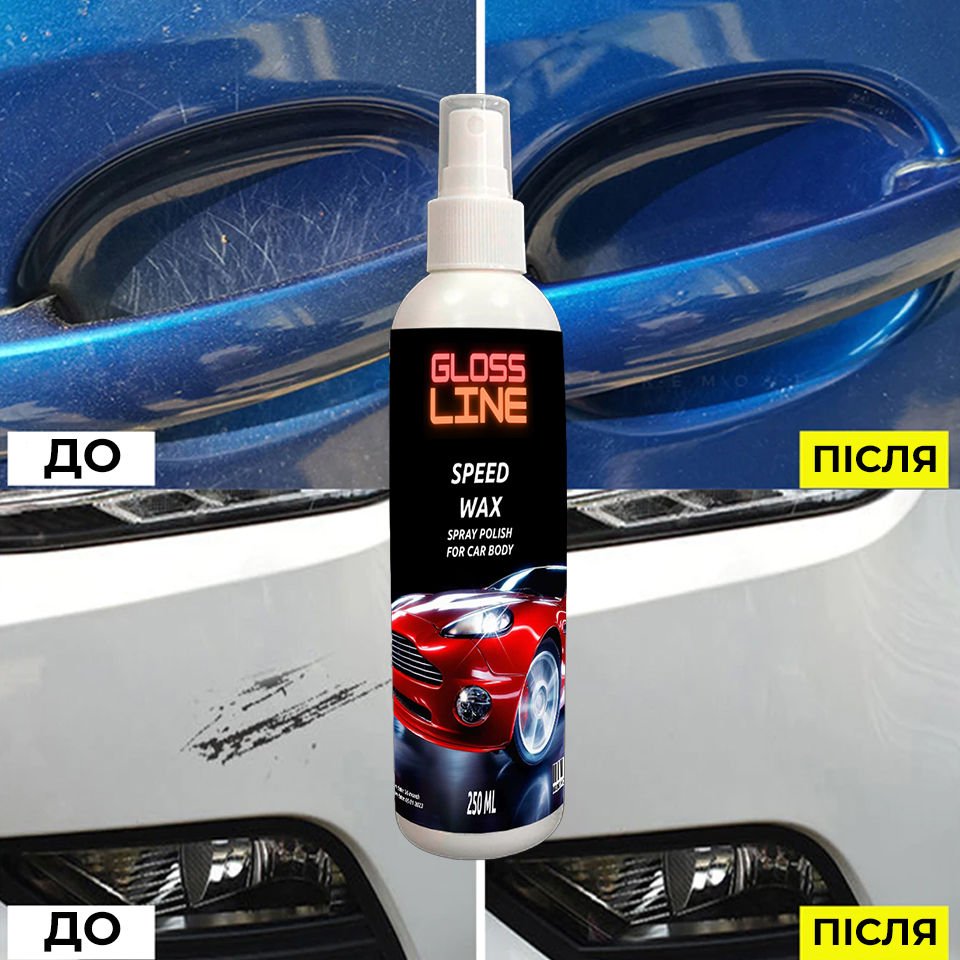 GLOSS
LINE
SPEED
WAX
SPRAY POLISH
FOR CAR BODY
250 ML
ДО
ПІСЛЯ
ДО
ПІСЛЯ